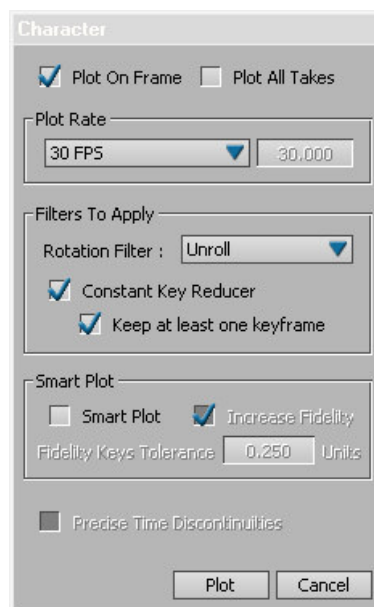 Character
Plot On Frame Plot All Takes
Plot Rate
30 FPS 30.000
Filters To Apply
Rotation Filter : Unroll
Constant Key Reducer
Keep at least one keyframe
Smart Plot
Smart Plot Increase Fidelity
Fidelity Keys Tolerance 0.250 Units
Precise Time Discontinuities
Plot Cancel